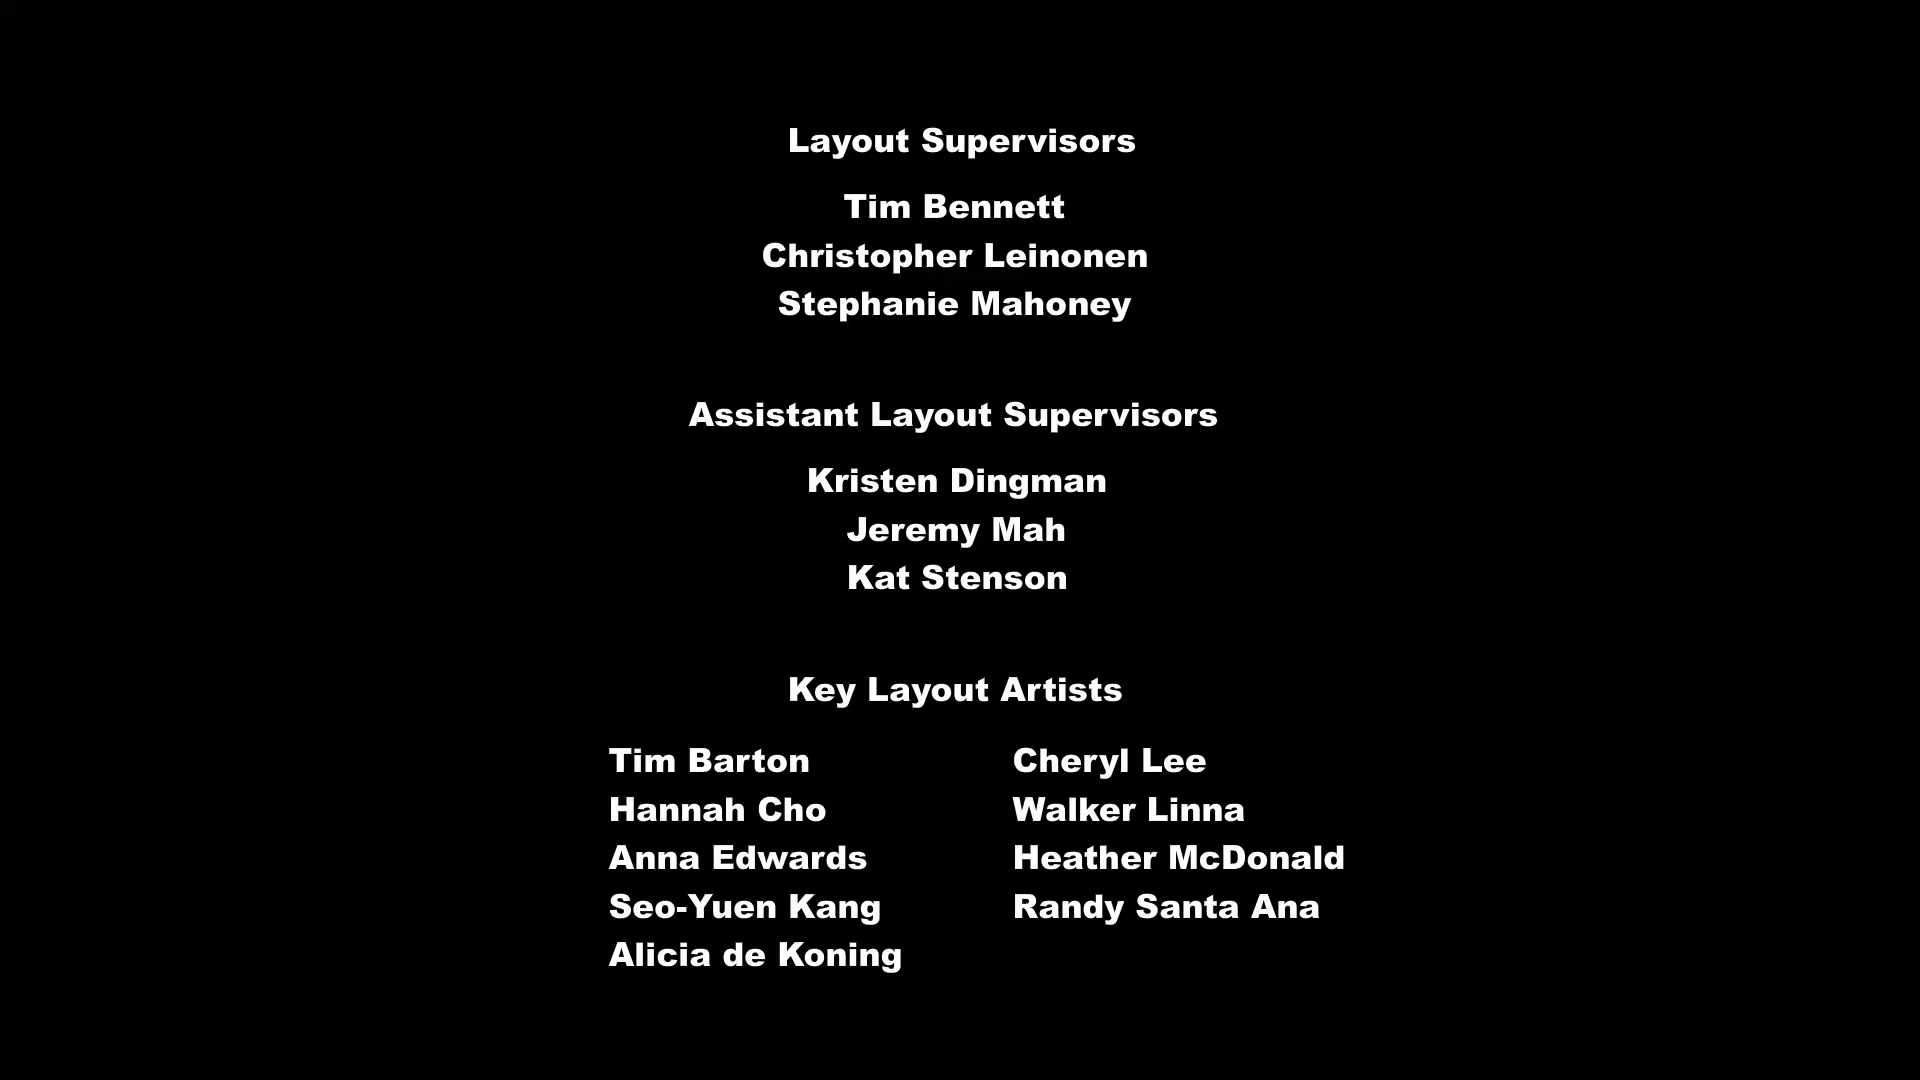 Layout Supervisors
Tim Bennett
Christopher Leinonen
Stephanie Mahoney
Assistant Layout Supervisors
Kristen Dingman
Jeremy Mah
Kat Stenson
Key Layout Artists
Tim Barton
Hannah Cho
Anna Edwards
Seo-Yuen Kang
Alicia de Koning
Cheryl Lee
Walker Linna
Heather McDonald
Randy Santa Ana